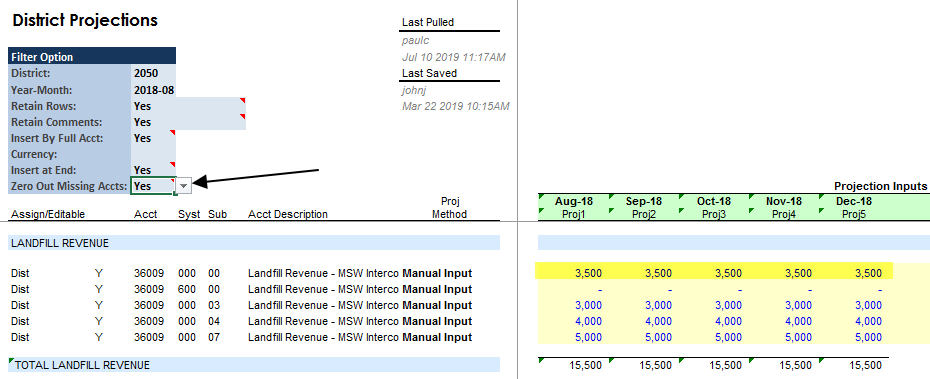 District Projections
Last Pulled
paulc
Jul 10 2019 11:17AM
Last Saved
johnj
Mar 22 2019 10:15AM
Filter Option
District: 2050
Year-Month: 2018-08
Retain Rows: Yes
Retain Comments: Yes
Insert By Full Acct: Yes
Currency:
Insert at End: Yes
Zero Out Missing Accts: Yes
Projection Inputs
Proj Aug-18 Sep-18 Oct-18 Nov-18 Dec-18
Assign/Editable Acct Syst Sub Acct Description Method Proj1 Proj2 Proj3 Proj4 Proj5
LANDFILL REVENUE
Dist Y 36009 000 00 Landfill Revenue - MSW Interco Manual Input 3,500 3,500 3,500 3,500 3,500
Dist Y 36009 600 00 Landfill Revenue - MSW Interco Manual Input - - - - -
Dist Y 36009 000 03 Landfill Revenue - MSW Interco Manual Input 3,000 3,000 3,000 3,000 3,000
Dist Y 36009 000 04 Landfill Revenue - MSW Interco Manual Input 4,000 4,000 4,000 4,000 4,000
Dist Y 36009 000 07 Landfill Revenue - MSW Interco Manual Input 5,000 5,000 5,000 5,000 5,000
TOTAL LANDFILL REVENUE 15,500 15,500 15,500 15,500 15,500